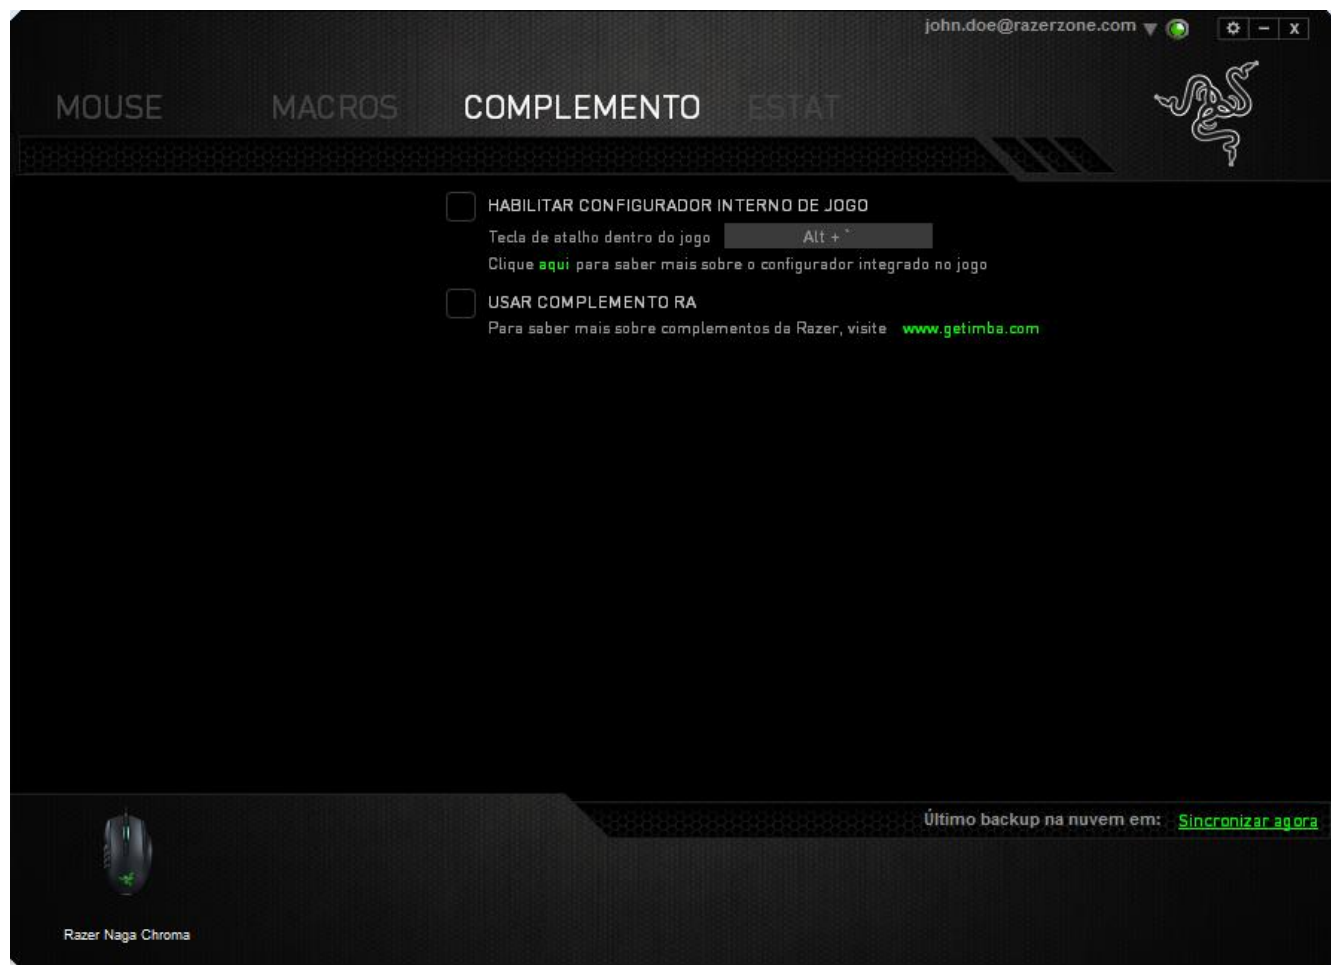 john.doe@razerzone.com
MOUSE MACROS COMPLEMENTO ESTAT
HABILITAR CONFIGURADOR INTERNO DE JOGO
Tecla de atalho dentro do jogo Alt + `
Clique aqui para saber mais sobre o configurador integrado no jogo
USAR COMPLEMENTO RA
Para saber mais sobre complementos da Razer, visite www.getimba.com
Último backup na nuvem em: Sincronizar agora
Razer Naga Chroma